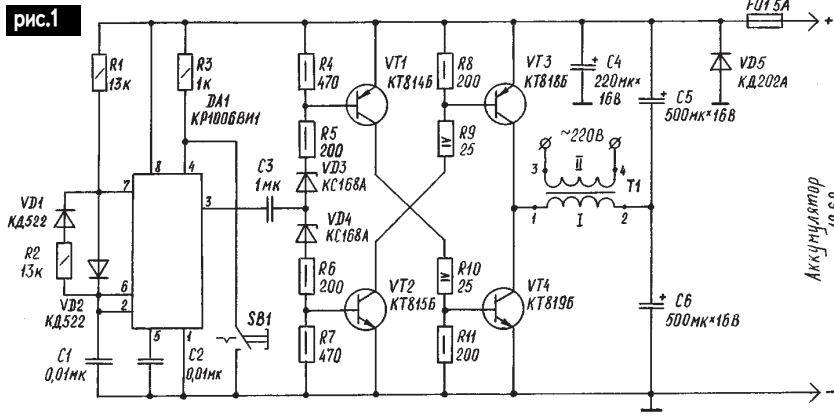 рис.1
FU1 5А
+
R1
13к
R3
1к
DA1
КР1006ВИ1
R4
470
VT1
КТ814Б
R8
200
VT3
КТ818Б
+
C4
220мк×
16В
VD5
КД202А
+
C5
500мк×16В
R5
200
R9
25
VD3
КС168А
C3
1мк
8
4
7
3
~220В
3
II
4
T1
1
I
2
Аккумулятор
VD1
КД522
VD4
КС168А
R2
13к
6
2
VD2
КД522
R6
200
VT2
КТ815Б
R10
25
VT4
КТ819Б
+
C6
500мк×16В
SB1
5
1
C1
0,01мк
C2
0,01мк
R7
470
R11
200
−